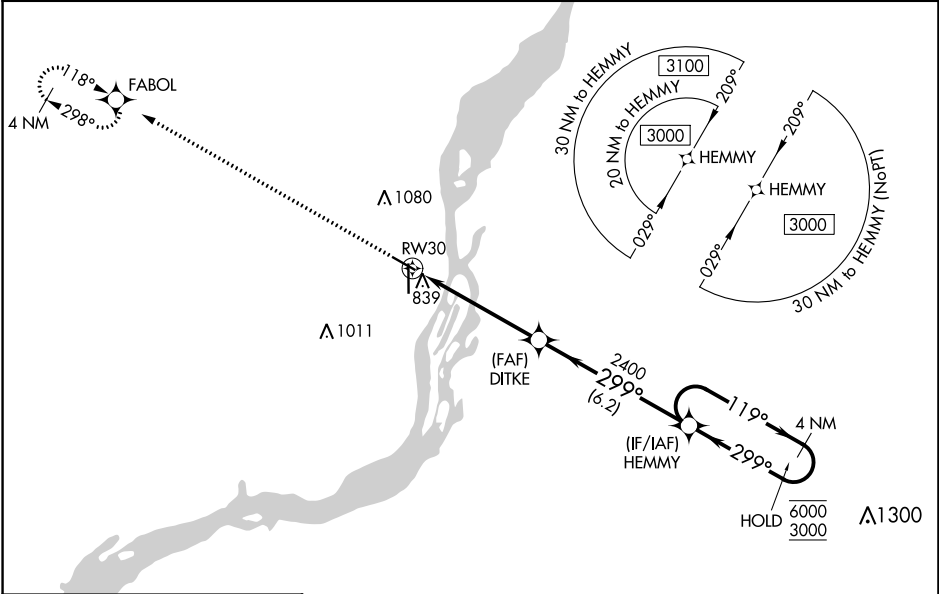 118°
FABOL
298°
4 NM
30 NM to HEMMY
3100
209°
20 NM to HEMMY
3000
HEMMY
029°
209°
HEMMY
3000
029°
30 NM to HEMMY (NoPT)
1080
RW30
839
1011
(FAF)
DITKE
2400
299°
(6.2)
(IF/IAF)
HEMMY
119°
4 NM
299°
HOLD
6000
3000
1300